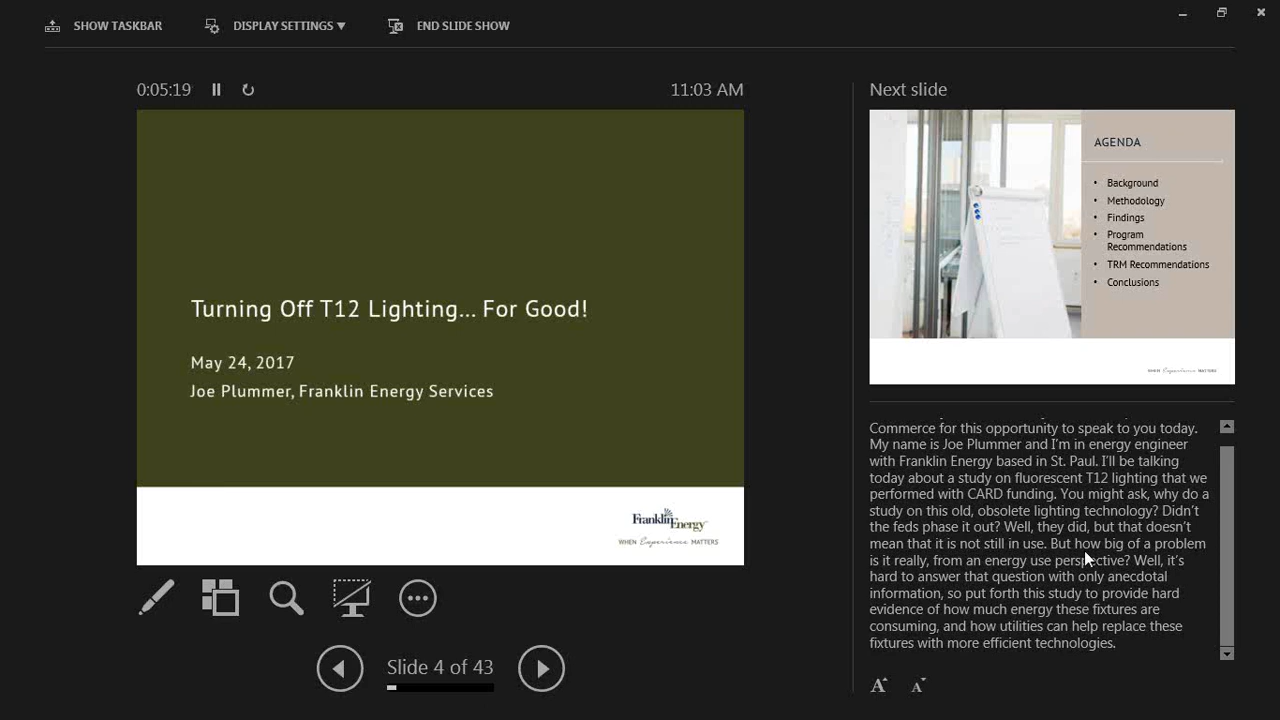 SHOW TASKBAR
DISPLAY SETTINGS ▼
END SLIDE SHOW
0:05:19
11:03 AM
Turning Off T12 Lighting... For Good!
May 24, 2017
Joe Plummer, Franklin Energy Services
FranklinEnergy
WHEN Experience MATTERS
Slide 4 of 43
Next slide
AGENDA
• Background
• Methodology
• Findings
• Program
Recommendations
• TRM Recommendations
• Conclusions
WHEN Experience MATTERS
Commerce for this opportunity to speak to you today.
My name is Joe Plummer and I'm in energy engineer
with Franklin Energy based in St. Paul. I'll be talking
today about a study on fluorescent T12 lighting that we
performed with CARD funding. You might ask, why do a
study on this old, obsolete lighting technology? Didn't
the feds phase it out? Well, they did, but that doesn't
mean that it is not still in use. But how big of a problem
is it really, from an energy use perspective? Well, it's
hard to answer that question with only anecdotal
information, so put forth this study to provide hard
evidence of how much energy these fixtures are
consuming, and how utilities can help replace these
fixtures with more efficient technologies.
A A